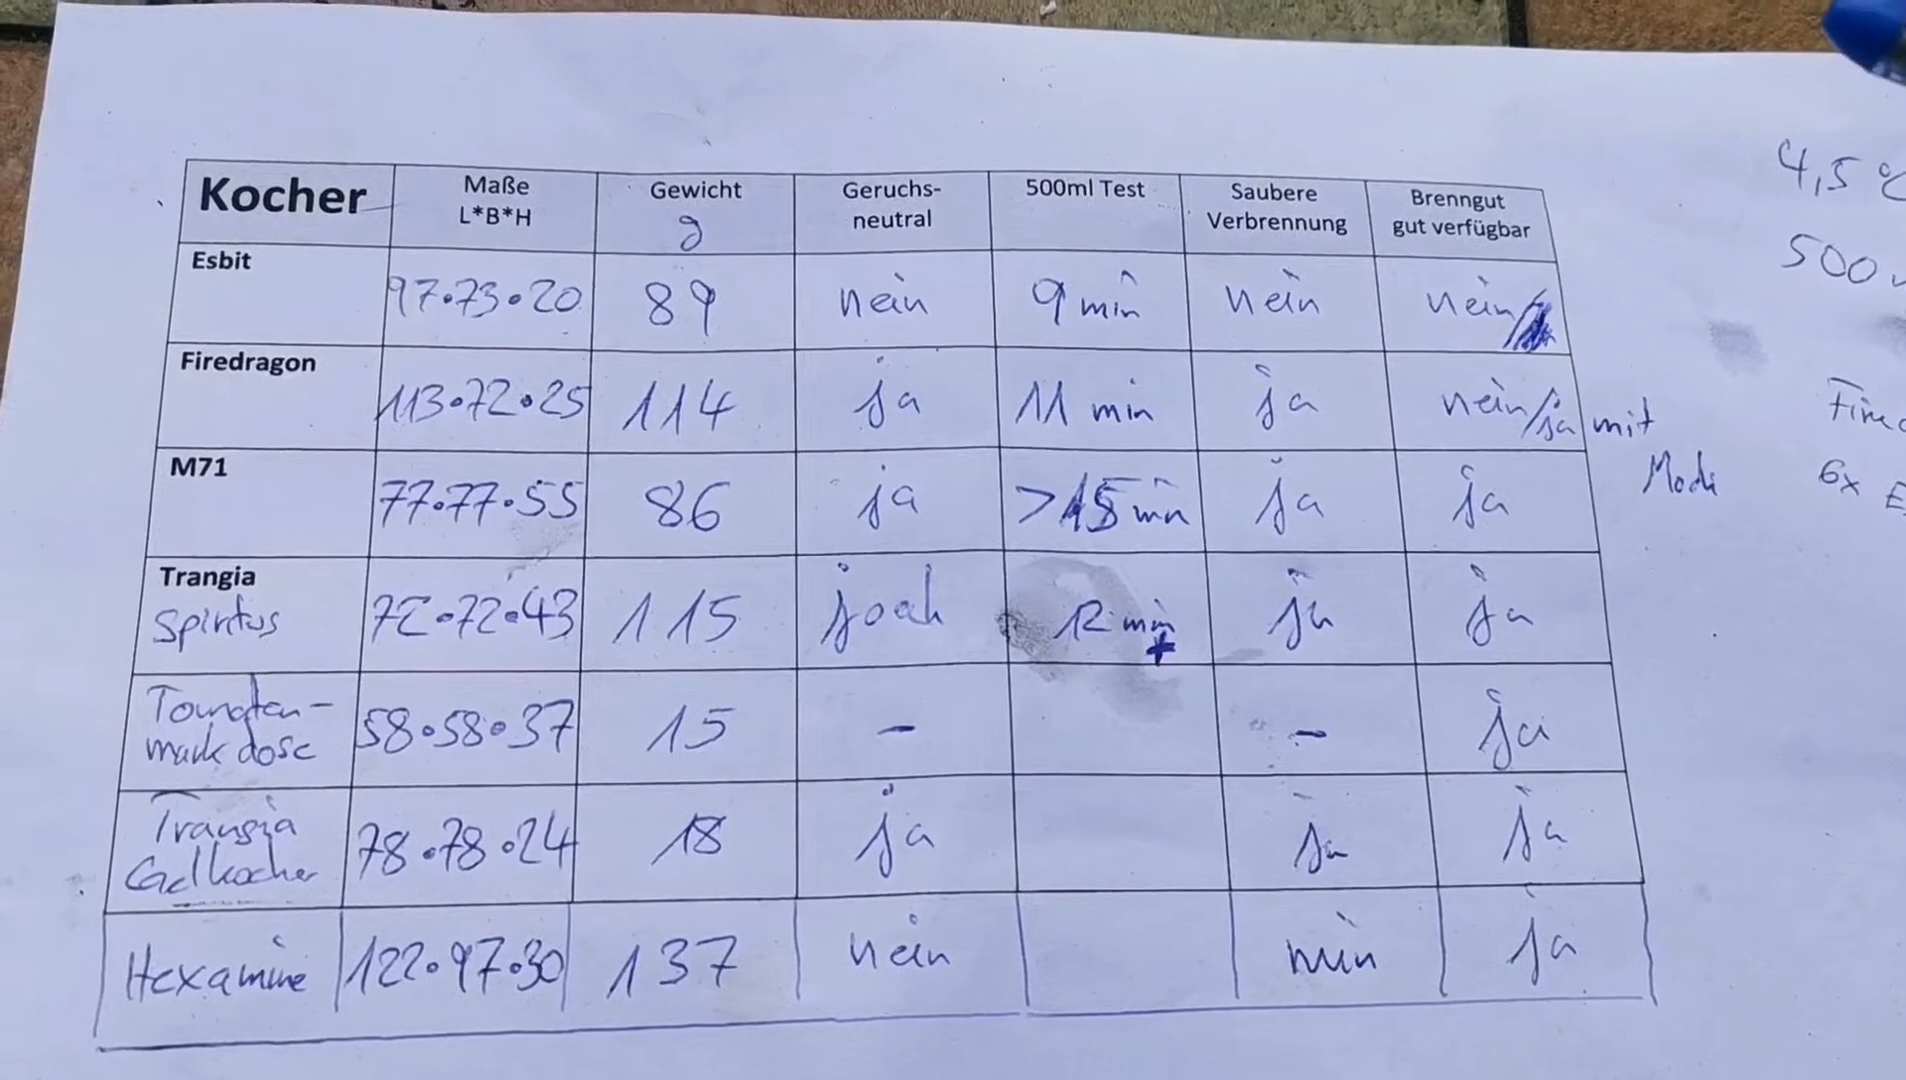 Kocher Maße L*B*H Gewicht g Geruchs-neutral 500ml Test Saubere Verbrennung Brenngut gut verfügbar
Esbit 97·73·20 89 nein 9 min nein nein/
Firedragon 113·72·25 114 ja 11 min ja nein/ja mit Modi
M71 77·77·55 86 ja >15 min ja ja
Trangia Spiritus 72·72·43 115 joah 12 min + ja ja
Tomaten-mark dose 58·58·37 15 - - ja
Trangia Gelkocher 78·78·24 18 ja ja ja
Hexamine 122·97·30 137 nein nein ja
4,5 °C
500
6x